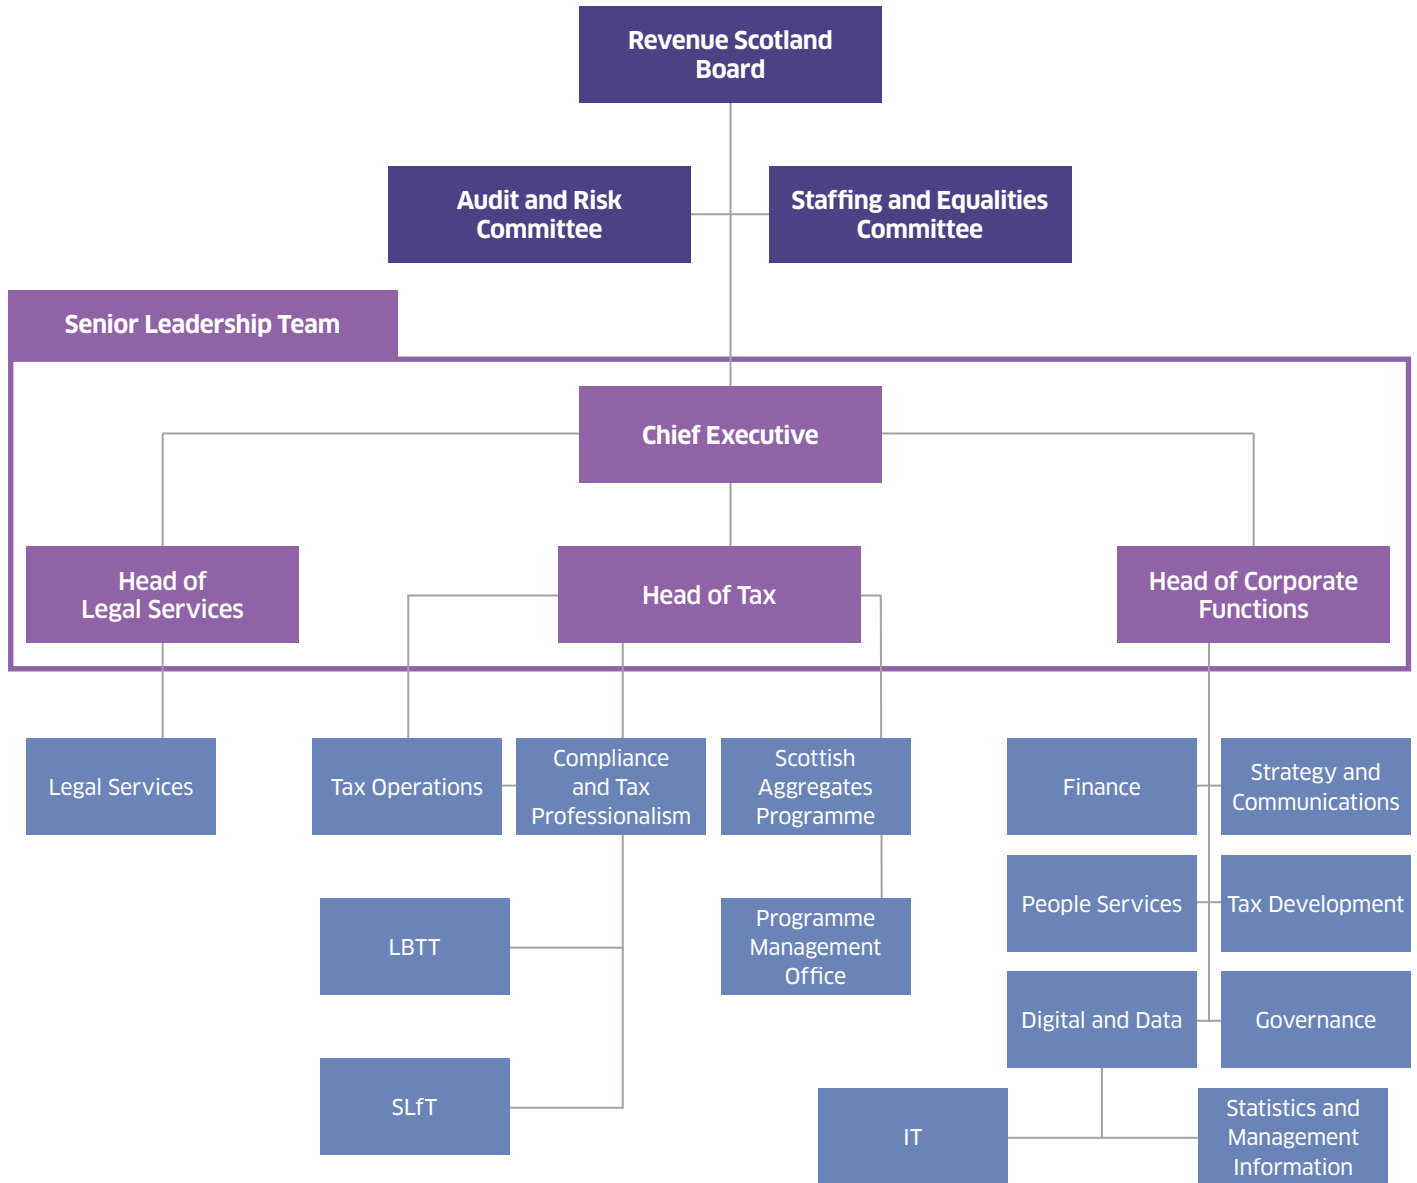 Revenue Scotland
Board
Audit and Risk
Committee
Staffing and Equalities
Committee
Senior Leadership Team
Chief Executive
Head of
Legal Services
Head of Tax
Head of Corporate
Functions
Legal Services
Tax Operations
Compliance
and Tax
Professionalism
Scottish
Aggregates
Programme
Finance
Strategy and
Communications
People Services
Tax Development
LBTT
Programme
Management
Office
Digital and Data
Governance
SLfT
IT
Statistics and
Management
Information